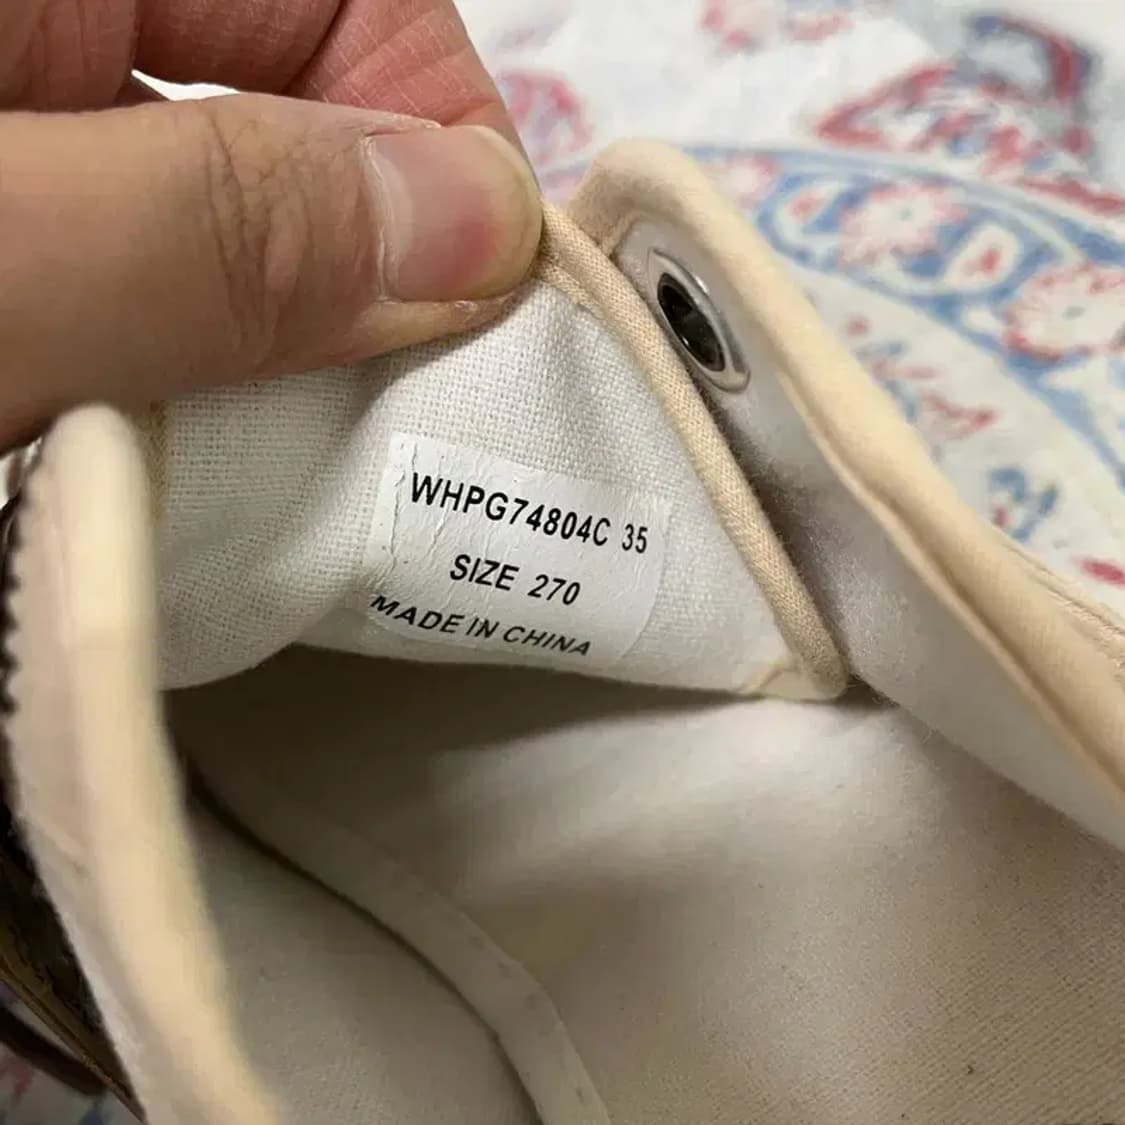 WHPG74804C 35
SIZE 270
MADE IN CHINA